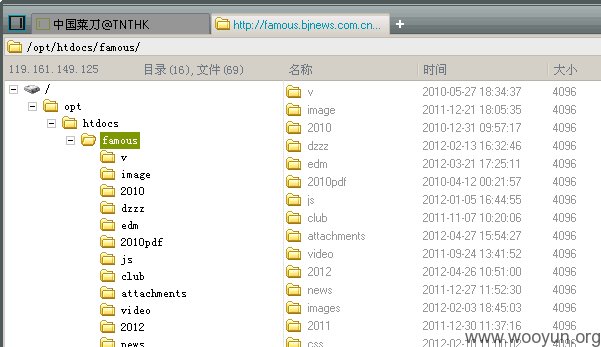 中国菜刀@TNTHK http://famous.bjnews.com.cn... +
/opt/htdocs/famous/
119.161.149.125 目录(16),文件(69) 名称 时间 大小
/
opt
htdocs
famous
v
image
2010
dzzz
edm
2010pdf
js
club
attachments
video
2012
news
v 2010-05-27 18:34:37 4096
image 2011-12-21 18:05:35 4096
2010 2010-12-31 09:57:17 4096
dzzz 2012-02-13 16:32:46 4096
edm 2012-03-21 17:25:11 4096
2010pdf 2010-04-12 00:21:57 4096
js 2012-01-05 16:44:55 4096
club 2011-11-07 10:20:06 4096
attachments 2012-04-27 15:54:27 4096
video 2011-09-24 13:41:52 4096
2012 2012-04-26 10:51:00 4096
news 2011-12-27 11:52:30 4096
images 2012-02-03 18:45:03 4096
2011 2011-12-30 11:37:16 4096
css
www.wooyun.org